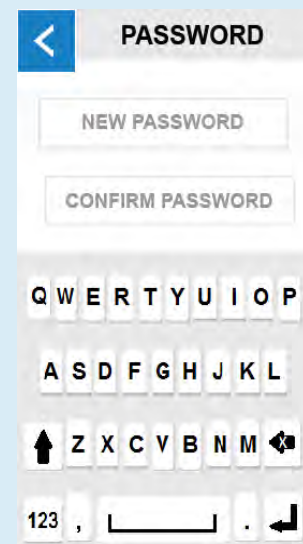 PASSWORD
NEW PASSWORD
CONFIRM PASSWORD
Q W E R T Y U I O P
A S D F G H J K L
Z X C V B N M
123 , .